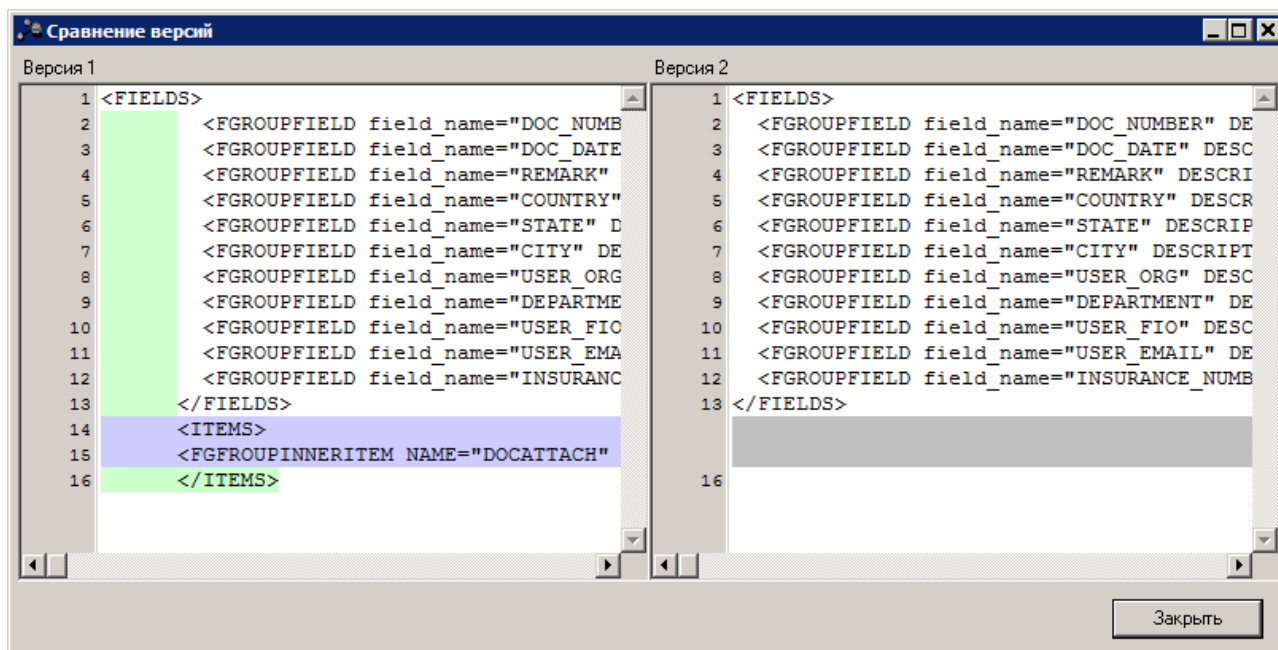 Сравнение версий
Версия 1
1 <FIELDS>
2 <FGROUPFIELD field_name="DOC_NUMB
3 <FGROUPFIELD field_name="DOC_DATE
4 <FGROUPFIELD field_name="REMARK"
5 <FGROUPFIELD field_name="COUNTRY"
6 <FGROUPFIELD field_name="STATE" D
7 <FGROUPFIELD field_name="CITY" DE
8 <FGROUPFIELD field_name="USER_ORG
9 <FGROUPFIELD field_name="DEPARTME
10 <FGROUPFIELD field_name="USER_FIO
11 <FGROUPFIELD field_name="USER_EMA
12 <FGROUPFIELD field_name="INSURANC
13 </FIELDS>
14 <ITEMS>
15 <FGFROUPINNERITEM NAME="DOCATTACH"
16 </ITEMS>
Версия 2
1 <FIELDS>
2 <FGROUPFIELD field_name="DOC_NUMBER" DE
3 <FGROUPFIELD field_name="DOC_DATE" DESC
4 <FGROUPFIELD field_name="REMARK" DESCRI
5 <FGROUPFIELD field_name="COUNTRY" DESCR
6 <FGROUPFIELD field_name="STATE" DESCRIP
7 <FGROUPFIELD field_name="CITY" DESCRIPT
8 <FGROUPFIELD field_name="USER_ORG" DESC
9 <FGROUPFIELD field_name="DEPARTMENT" DE
10 <FGROUPFIELD field_name="USER_FIO" DESC
11 <FGROUPFIELD field_name="USER_EMAIL" DE
12 <FGROUPFIELD field_name="INSURANCE_NUMB
13 </FIELDS>
16
Закрыть